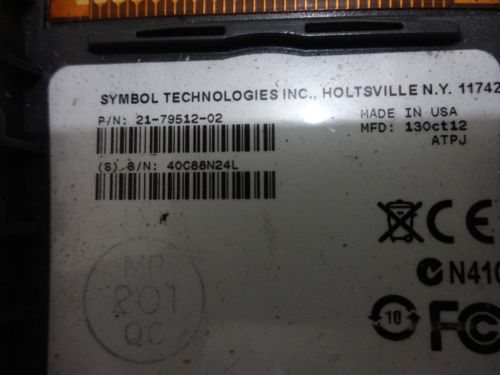 SYMBOL TECHNOLOGIES INC., HOLTSVILLE N.Y. 11742
P/N: 21-79512-02
MADE IN USA
MFD: 13Oct12
ATPJ
(S) S/N: 40C88N24L
CE
N410
10
FC
MP
201
QC